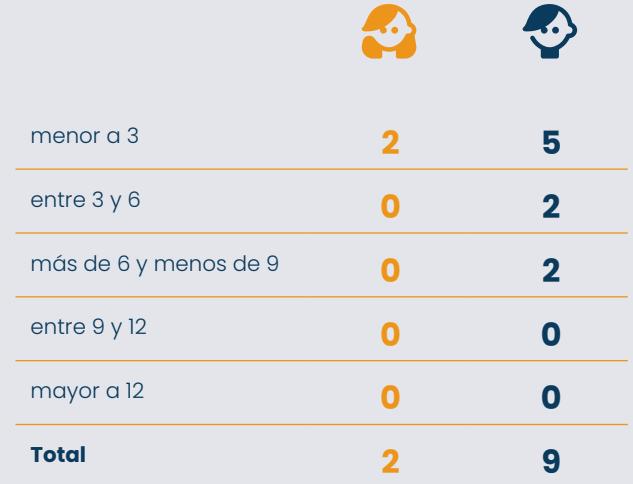 menor a 3 2 5
entre 3 y 6 0 2
más de 6 y menos de 9 0 2
entre 9 y 12 0 0
mayor a 12 0 0
Total 2 9